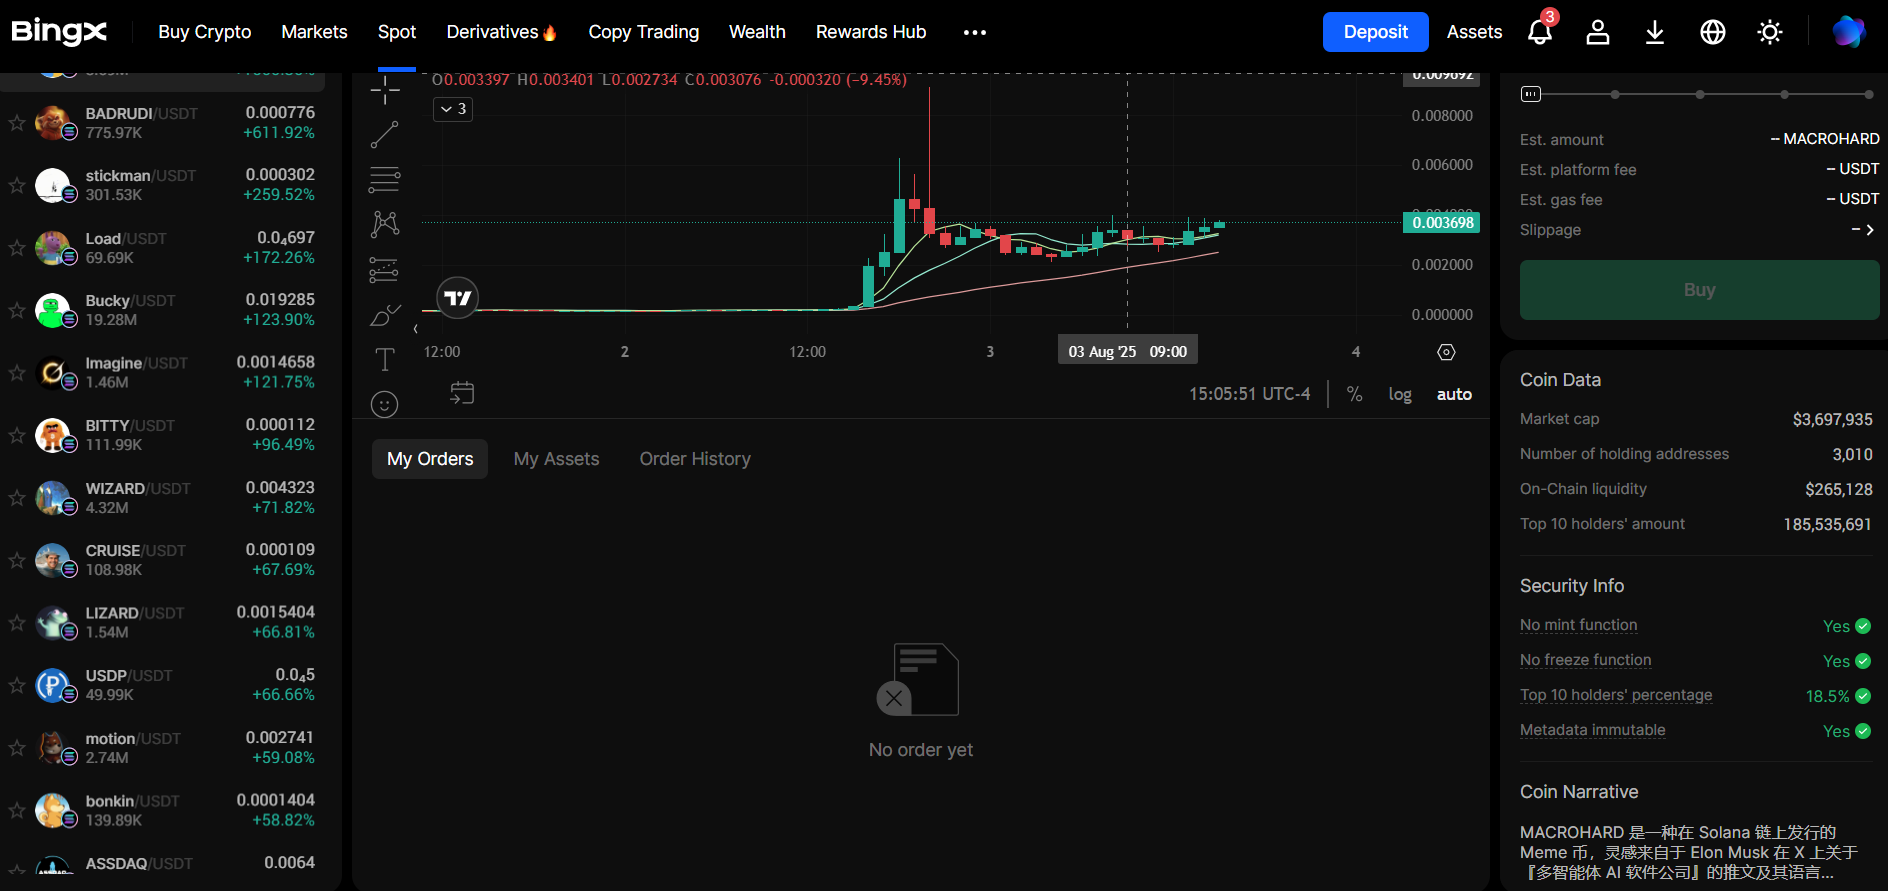 BingX
Buy Crypto
Markets
Spot
Derivatives🔥
Copy Trading
Wealth
Rewards Hub
Deposit
Assets
3
BADRUDI/USDT 0.000776
775.97K +611.92%
stickman/USDT 0.000302
301.53K +259.52%
Load/USDT 0.0₄697
69.69K +172.26%
Bucky/USDT 0.019285
19.28M +123.90%
Imagine/USDT 0.0014658
1.46M +121.75%
BITTY/USDT 0.000112
111.99K +96.49%
WIZARD/USDT 0.004323
4.32M +71.82%
CRUISE/USDT 0.000109
108.98K +67.69%
LIZARD/USDT 0.0015404
1.54M +66.81%
USDP/USDT 0.0₄5
49.99K +66.66%
motion/USDT 0.002741
2.74M +59.08%
bonkin/USDT 0.0001404
139.89K +58.82%
ASSDAQ/USDT 0.0064
O0.003397 H0.003401 L0.002734 C0.003076 -0.000320 (−9.45%)
3
0.009692
0.008000
0.006000
0.003698
0.002000
0.000000
12:00 2 12:00 3 03 Aug '25 09:00 4
15:05:51 UTC-4 % log auto
My Orders
My Assets
Order History
No order yet
Est. amount -- MACROHARD
Est. platform fee -- USDT
Est. gas fee -- USDT
Slippage --
Buy
Coin Data
Market cap $3,697,935
Number of holding addresses 3,010
On-Chain liquidity $265,128
Top 10 holders' amount 185,535,691
Security Info
No mint function Yes
No freeze function Yes
Top 10 holders' percentage 18.5%
Metadata immutable Yes
Coin Narrative
MACROHARD 是一种在 Solana 链上发行的
Meme 币，灵感来自于 Elon Musk 在 X 上关于
『多智能体 AI 软件公司』的推文及其语言...